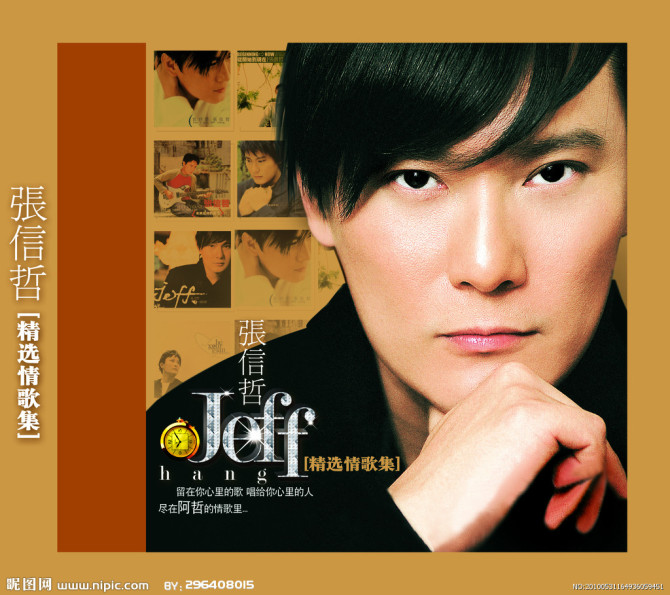 張信哲
[精选情歌集]
張信哲
Jeff
hang
[精选情歌集]
留在你心里的歌 唱给你心里的人
尽在阿哲的情歌里...
Jeff
昵图网 www.nipic.com BY: 296408015